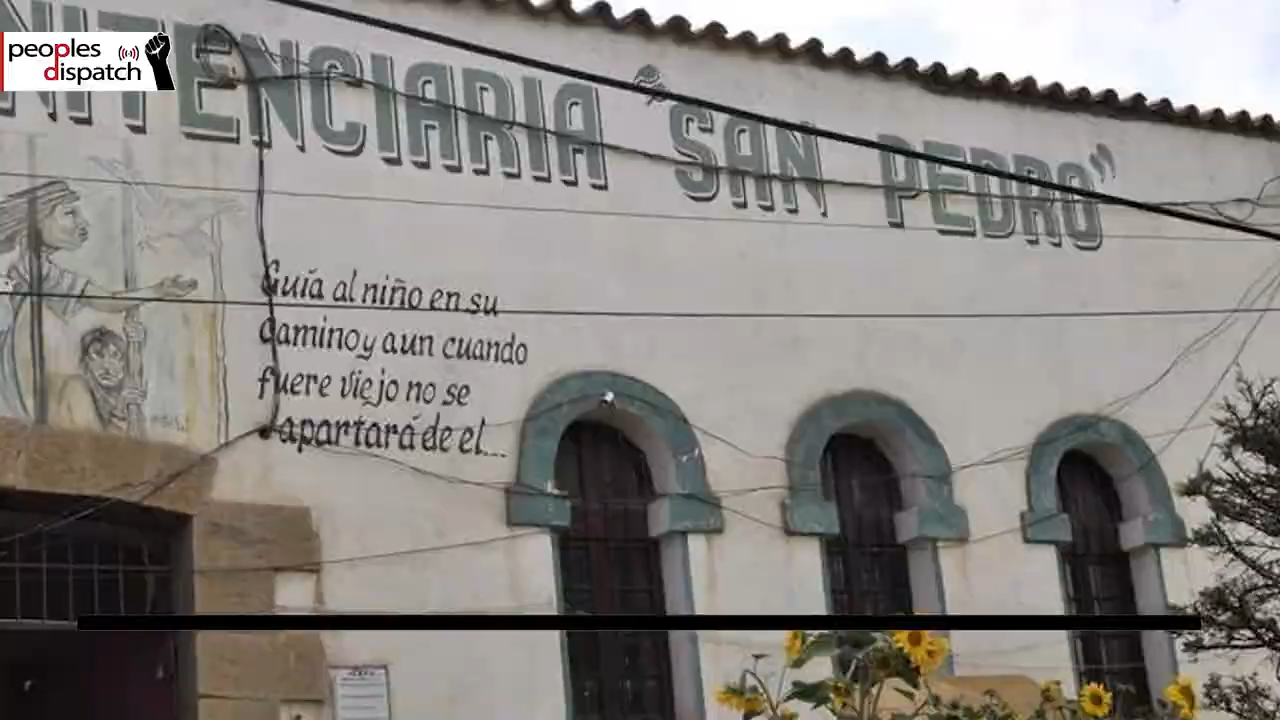 peoples
dispatch
NITENCIARIA "SAN PEDRO"
Guía al niño en su
camino y aun cuando
fuere viejo no se
apartará de el...